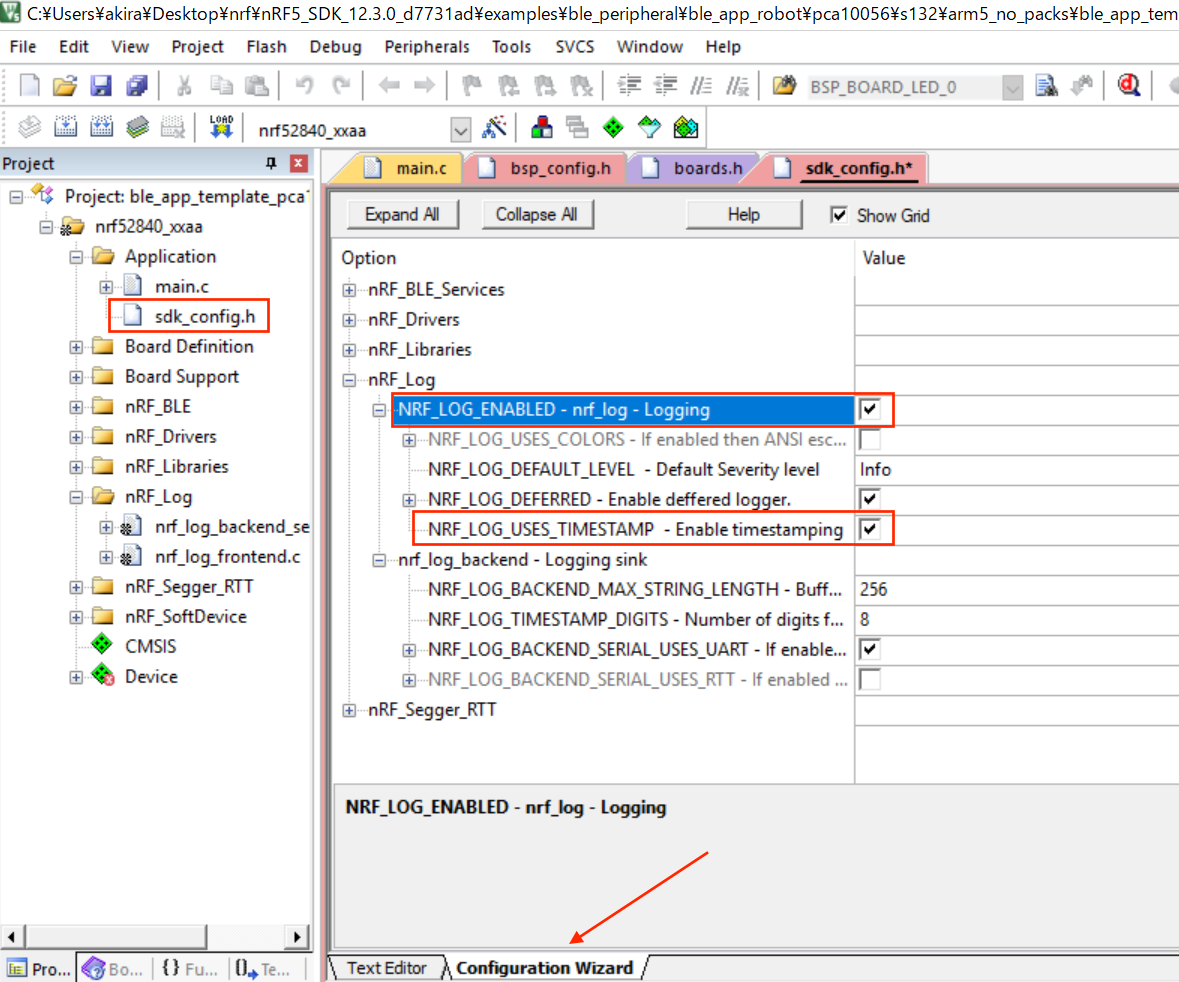 C:¥Users¥akira¥Desktop¥nrf¥nRF5_SDK_12.3.0_d7731ad¥examples¥ble_peripheral¥ble_app_robot¥pca10056¥s132¥arm5_no_packs¥ble_app_tem
File Edit View Project Flash Debug Peripherals Tools SVCS Window Help
BSP_BOARD_LED_0
LOAD
nrf52840_xxaa
Project
main.c bsp_config.h boards.h sdk_config.h*
Project: ble_app_template_pca1
nrf52840_xxaa
Application
main.c
sdk_config.h
Board Definition
Board Support
nRF_BLE
nRF_Drivers
nRF_Libraries
nRF_Log
nrf_log_backend_se
nrf_log_frontend.c
nRF_Segger_RTT
nRF_SoftDevice
CMSIS
Device
Pro... Bo... {} Fu... Te...
Expand All Collapse All Help Show Grid
Option Value
nRF_BLE_Services
nRF_Drivers
nRF_Libraries
nRF_Log
NRF_LOG_ENABLED - nrf_log - Logging
NRF_LOG_USES_COLORS - If enabled then ANSI esc...
NRF_LOG_DEFAULT_LEVEL - Default Severity level Info
NRF_LOG_DEFERRED - Enable deffered logger.
NRF_LOG_USES_TIMESTAMP - Enable timestamping
nrf_log_backend - Logging sink
NRF_LOG_BACKEND_MAX_STRING_LENGTH - Buff... 256
NRF_LOG_TIMESTAMP_DIGITS - Number of digits f... 8
NRF_LOG_BACKEND_SERIAL_USES_UART - If enable...
NRF_LOG_BACKEND_SERIAL_USES_RTT - If enabled ...
nRF_Segger_RTT
NRF_LOG_ENABLED - nrf_log - Logging
Text Editor Configuration Wizard